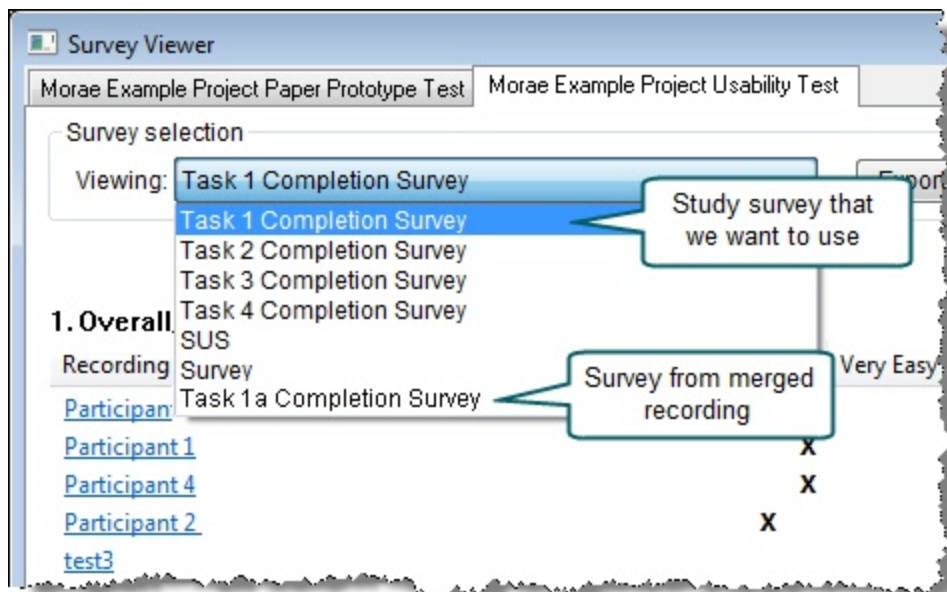 Survey Viewer
Morae Example Project Paper Prototype Test
Morae Example Project Usability Test
Survey selection
Viewing: Task 1 Completion Survey
Task 1 Completion Survey
Study survey that
we want to use
Task 2 Completion Survey
Task 3 Completion Survey
Task 4 Completion Survey
SUS
Survey
Task 1a Completion Survey
Survey from merged
recording
1. Overall
Recording
Very Easy
Participant 1
X
Participant 4
X
Participant 2
X
test3